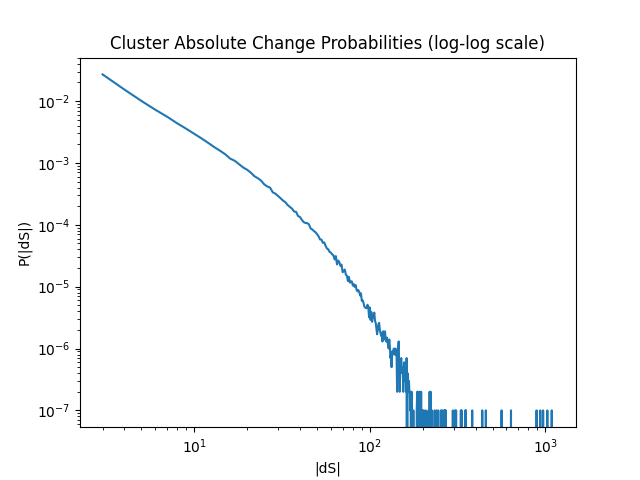 Cluster Absolute Change Probabilities (log-log scale)
P(|dS|)
10⁻²
10⁻³
10⁻⁴
10⁻⁵
10⁻⁶
10⁻⁷
10¹ 10² 10³
|dS|